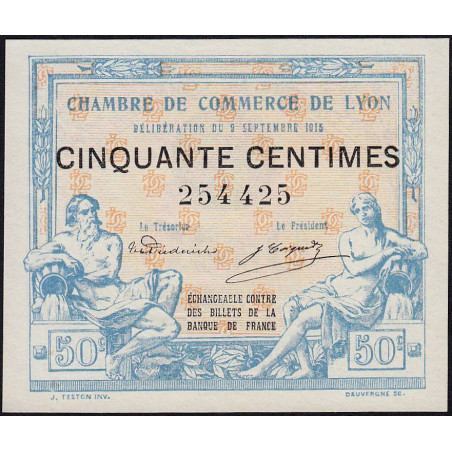 CHAMBRE DE COMMERCE DE LYON
DÉLIBÉRATION DU 9 SEPTEMBRE 1915
CINQUANTE CENTIMES
254425
Le Trésorier Le Président
ÉCHANGEABLE CONTRE
DES BILLETS DE LA
BANQUE DE FRANCE
50c 50c
J. TESTON INV. DAUVERGNE SC.